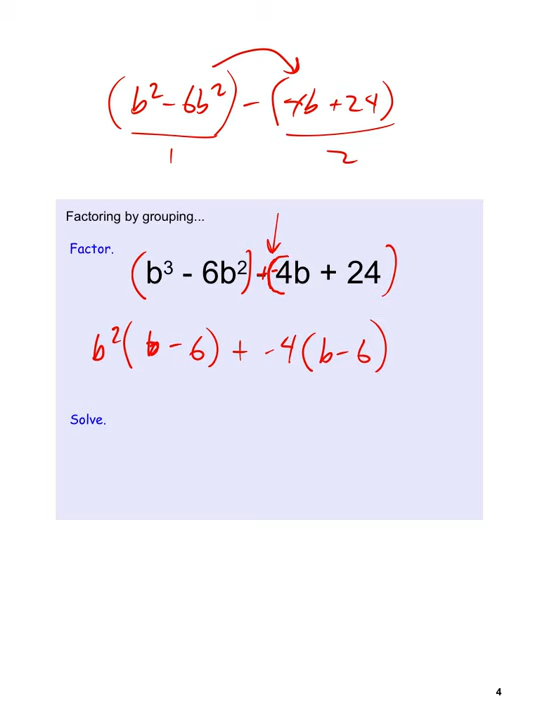 (b² - 6b²) - (4b + 24)
1 2
Factoring by grouping...
Factor.
(b³ - 6b²) + (-4b + 24)
b²(b - 6) + -4(b - 6)
Solve.
4